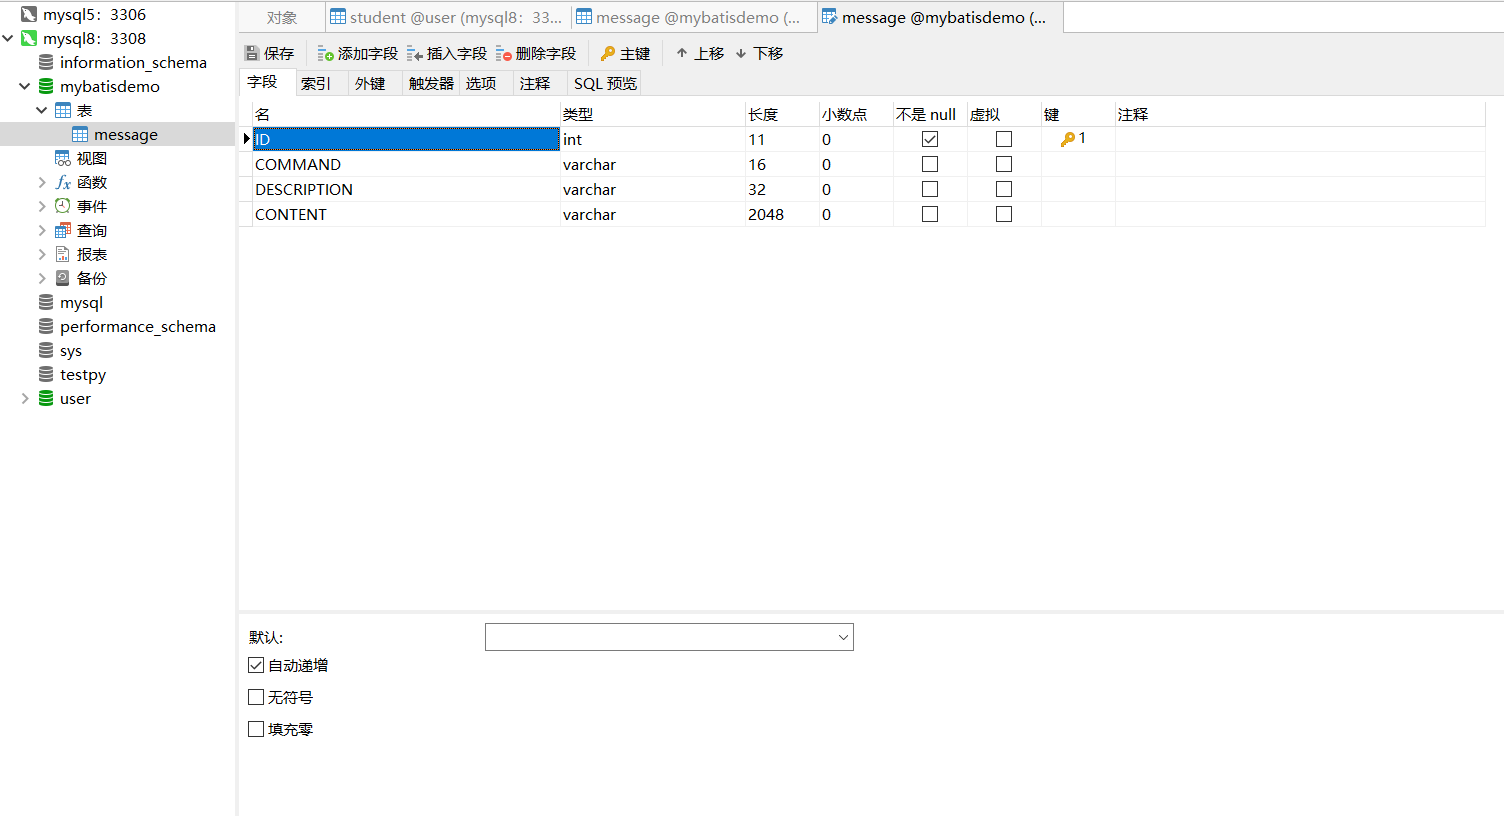 mysql5：3306
mysql8：3308
information_schema
mybatisdemo
表
message
视图
函数
事件
查询
报表
备份
mysql
performance_schema
sys
testpy
user
对象
student @user (mysql8：33...
message @mybatisdemo (...
message @mybatisdemo (...
保存 添加字段 插入字段 删除字段 主键 上移 下移
字段 索引 外键 触发器 选项 注释 SQL 预览
名 类型 长度 小数点 不是 null 虚拟 键 注释
ID int 11 0 1
COMMAND varchar 16 0
DESCRIPTION varchar 32 0
CONTENT varchar 2048 0
默认:
自动递增
无符号
填充零